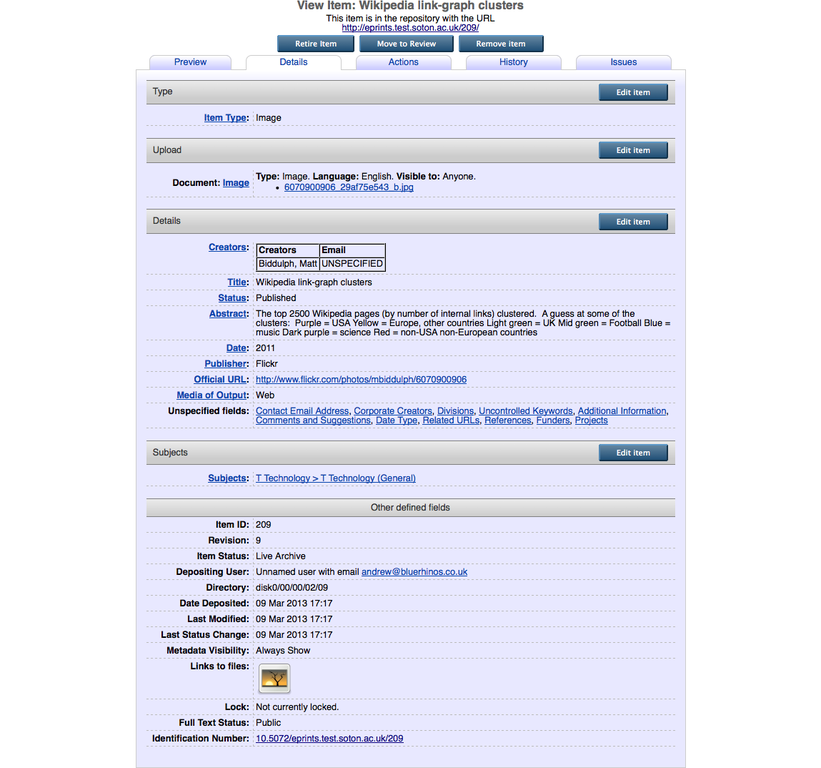 View Item: Wikipedia link-graph clusters
This item is in the repository with the URL
http://eprints.test.soton.ac.uk/209/
Retire Item Move to Review Remove item
Preview Details Actions History Issues
Type Edit item
Item Type: Image
Upload Edit item
Document: Image Type: Image. Language: English. Visible to: Anyone.
• 6070900906_29af75e543_b.jpg
Details Edit item
Creators: Creators Email
Biddulph, Matt UNSPECIFIED
Title: Wikipedia link-graph clusters
Status: Published
Abstract: The top 2500 Wikipedia pages (by number of internal links) clustered. A guess at some of the
clusters: Purple = USA Yellow = Europe, other countries Light green = UK Mid green = Football Blue =
music Dark purple = science Red = non-USA non-European countries
Date: 2011
Publisher: Flickr
Official URL: http://www.flickr.com/photos/mbiddulph/6070900906
Media of Output: Web
Unspecified fields: Contact Email Address, Corporate Creators, Divisions, Uncontrolled Keywords, Additional Information,
Comments and Suggestions, Date Type, Related URLs, References, Funders, Projects
Subjects Edit item
Subjects: T Technology > T Technology (General)
Other defined fields
Item ID: 209
Revision: 9
Item Status: Live Archive
Depositing User: Unnamed user with email andrew@bluerhinos.co.uk
Directory: disk0/00/00/02/09
Date Deposited: 09 Mar 2013 17:17
Last Modified: 09 Mar 2013 17:17
Last Status Change: 09 Mar 2013 17:17
Metadata Visibility: Always Show
Links to files:
Lock: Not currently locked.
Full Text Status: Public
Identification Number: 10.5072/eprints.test.soton.ac.uk/209